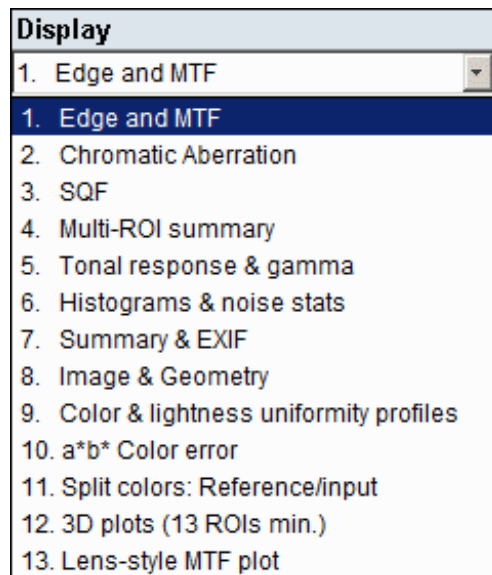 Display
1. Edge and MTF
1. Edge and MTF
2. Chromatic Aberration
3. SQF
4. Multi-ROI summary
5. Tonal response & gamma
6. Histograms & noise stats
7. Summary & EXIF
8. Image & Geometry
9. Color & lightness uniformity profiles
10. a*b* Color error
11. Split colors: Reference/input
12. 3D plots (13 ROIs min.)
13. Lens-style MTF plot